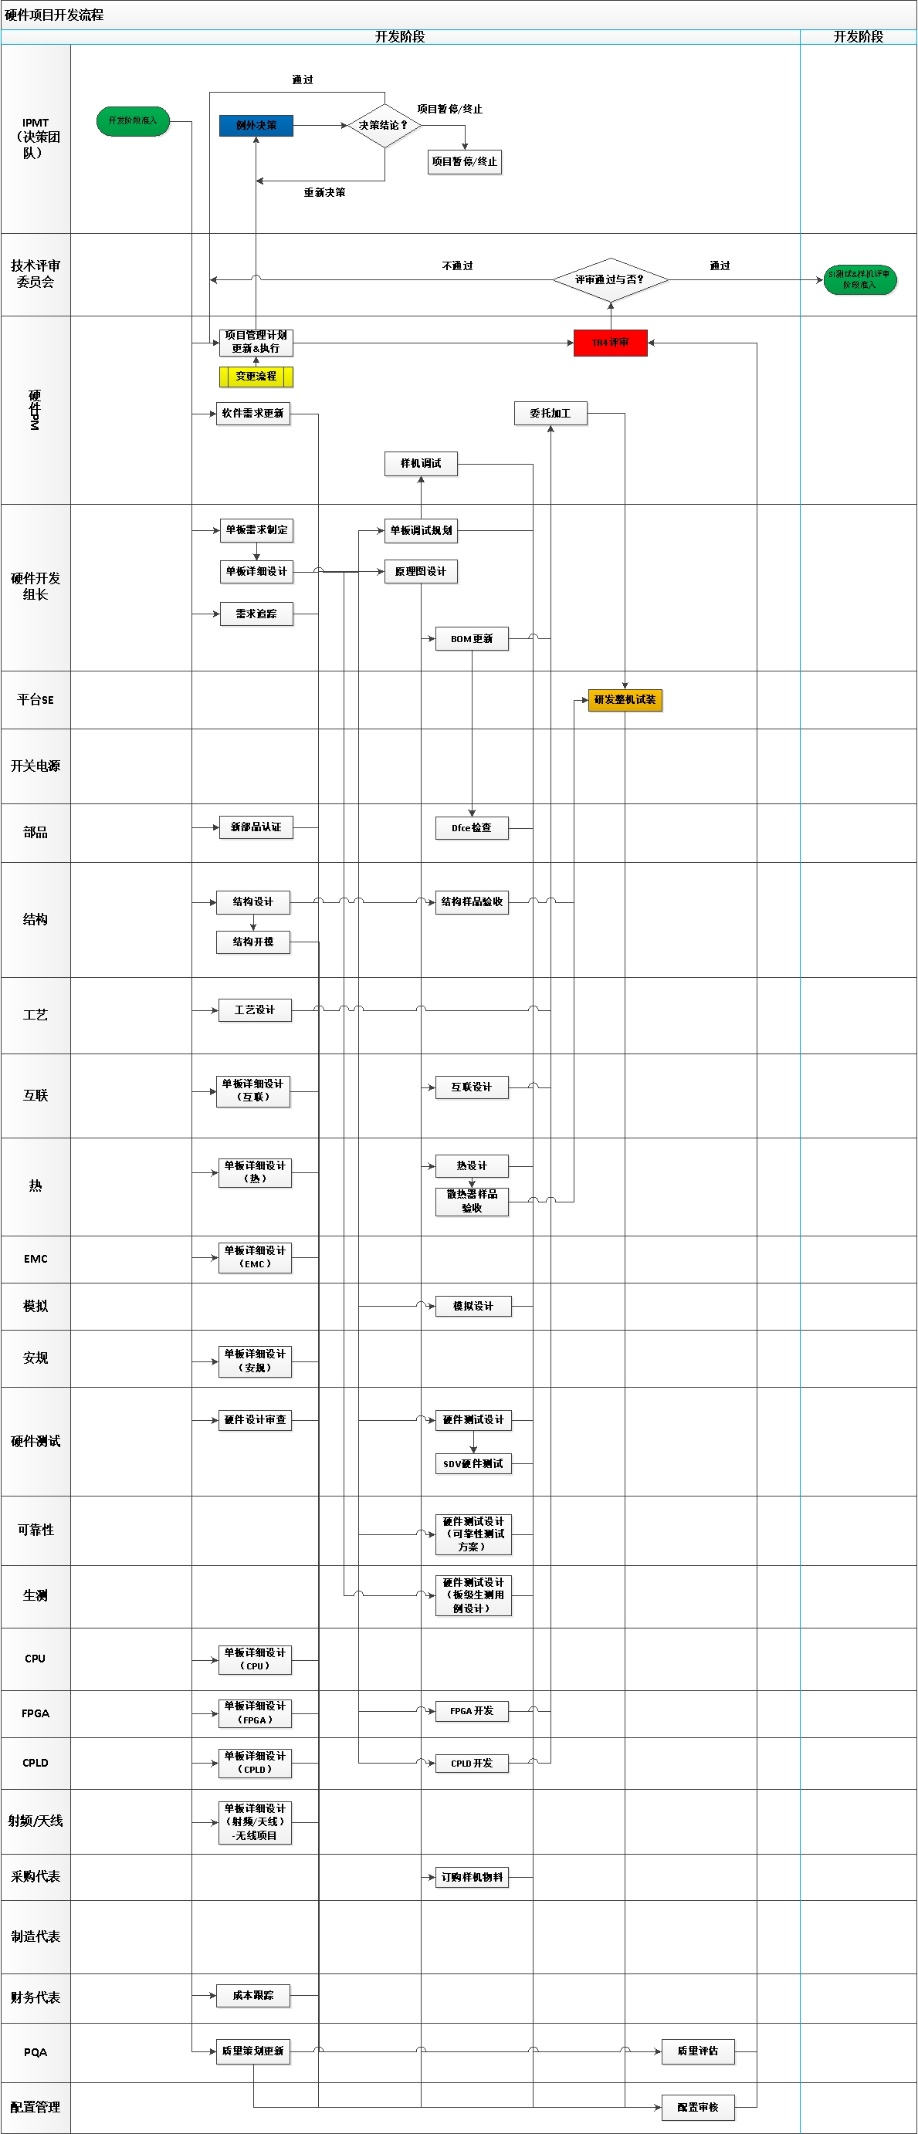 硬件项目开发流程
开发阶段
开发阶段
IPMT
（决策团
队）
开发阶段准入
通过
例外决策
决策结论？
项目暂停/终止
项目暂停/终止
重新决策
技术评审
委员会
不通过
评审通过与否？
通过
SI测试&样机评审
阶段准入
硬件PM
项目管理计划
更新&执行
TR4评审
变更流程
软件需求更新
委托加工
样机调试
硬件开发
组长
单板需求制定
单板调试规划
单板详细设计
原理图设计
需求追踪
BOM更新
平台SE
研发整机试装
开关电源
部品
新部品认证
Dfce检查
结构
结构设计
结构样品验收
结构开模
工艺
工艺设计
互联
单板详细设计
（互联）
互联设计
热
单板详细设计
（热）
热设计
散热器样品
验收
EMC
单板详细设计
（EMC）
模拟
模拟设计
安规
单板详细设计
（安规）
硬件测试
硬件设计审查
硬件测试设计
SDV硬件测试
可靠性
硬件测试设计
（可靠性测试
方案）
生测
硬件测试设计
（板级生测用
例设计）
CPU
单板详细设计
（CPU）
FPGA
单板详细设计
（FPGA）
FPGA开发
CPLD
单板详细设计
（CPLD）
CPLD开发
射频/天线
单板详细设计
（射频/天线）
-无线项目
采购代表
订购样机物料
制造代表
财务代表
成本跟踪
PQA
质量策划更新
质量评估
配置管理
配置审核